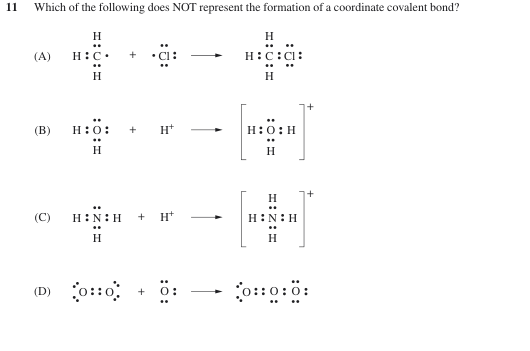 11 Which of the following does NOT represent the formation of a coordinate covalent bond?
H H
(A) H : C · + · Cl : ⟶ H : C : Cl :
H H
(B) H : O : + H⁺ ⟶ [ H : O : H ]⁺
H H
H
(C) H : N : H + H⁺ ⟶ [ H : N : H ]⁺
H H
(D) : O : : O : + O : ⟶ : O : : O : O :